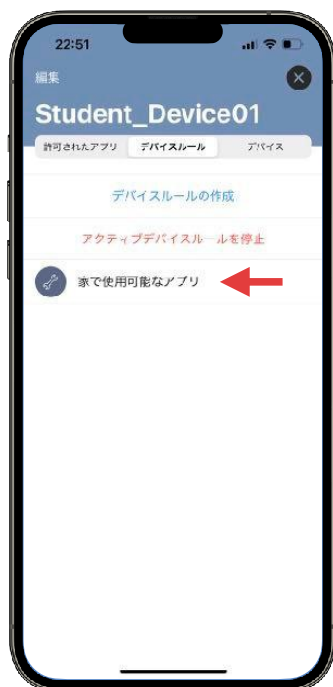 22:51
編集
Student_Device01
許可されたアプリ デバイスルール デバイス
デバイスルールの作成
アクティブデバイスルールを停止
家で使用可能なアプリ